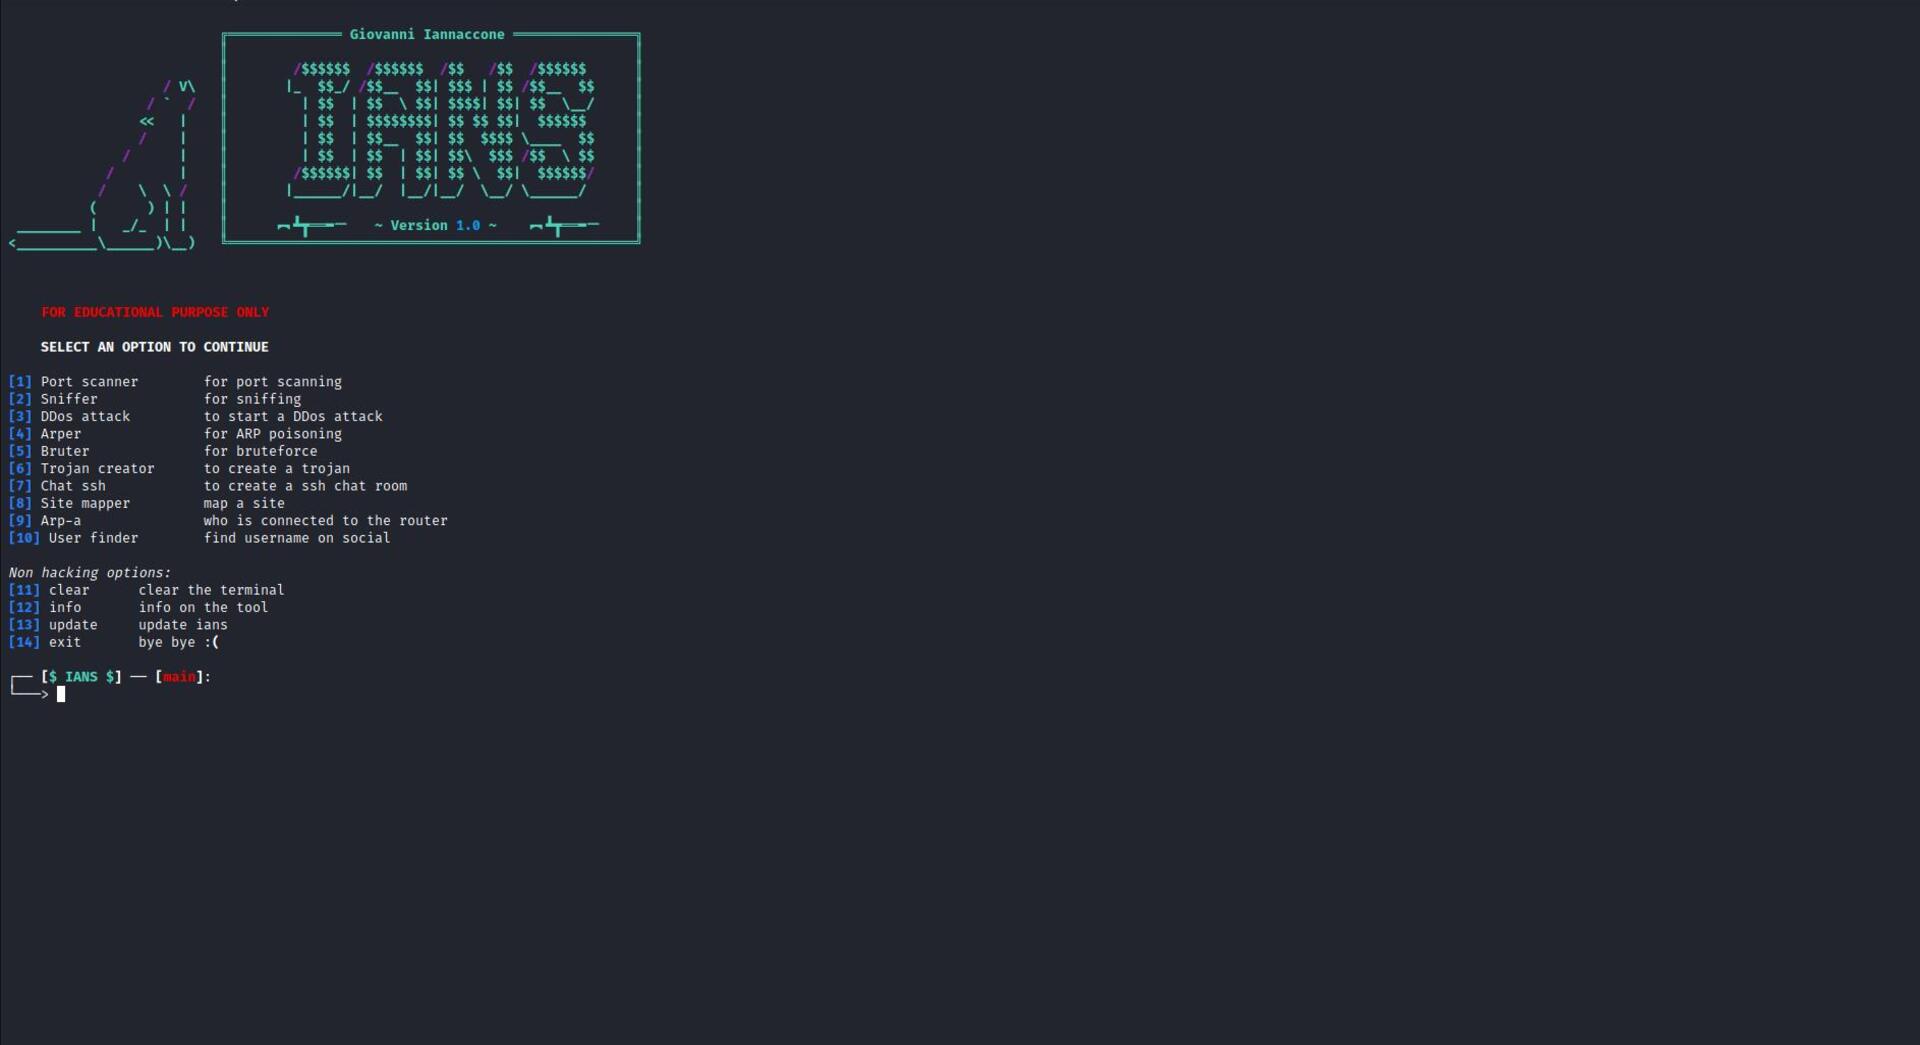 Giovanni Iannaccone
IANS
~ Version 1.0 ~
FOR EDUCATIONAL PURPOSE ONLY
SELECT AN OPTION TO CONTINUE
[1] Port scanner for port scanning
[2] Sniffer for sniffing
[3] DDos attack to start a DDos attack
[4] Arper for ARP poisoning
[5] Bruter for bruteforce
[6] Trojan creator to create a trojan
[7] Chat ssh to create a ssh chat room
[8] Site mapper map a site
[9] Arp-a who is connected to the router
[10] User finder find username on social
Non hacking options:
[11] clear clear the terminal
[12] info info on the tool
[13] update update ians
[14] exit bye bye :(
[$ IANS $] — [main]:
>